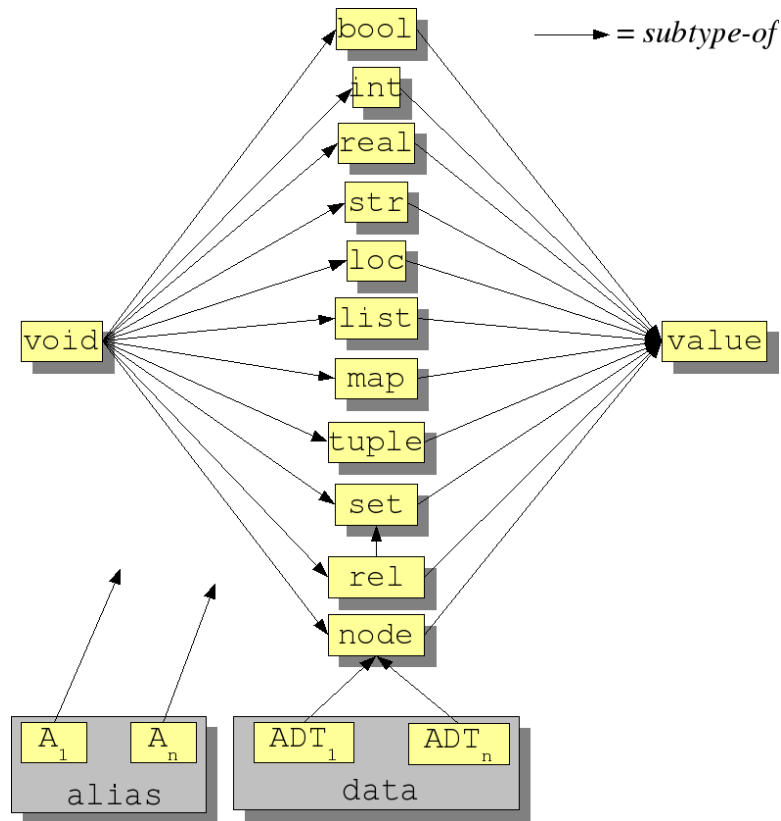 bool
= subtype-of
int
real
str
loc
list
void
value
map
tuple
set
rel
node
A1
An
ADT1
ADTn
alias
data